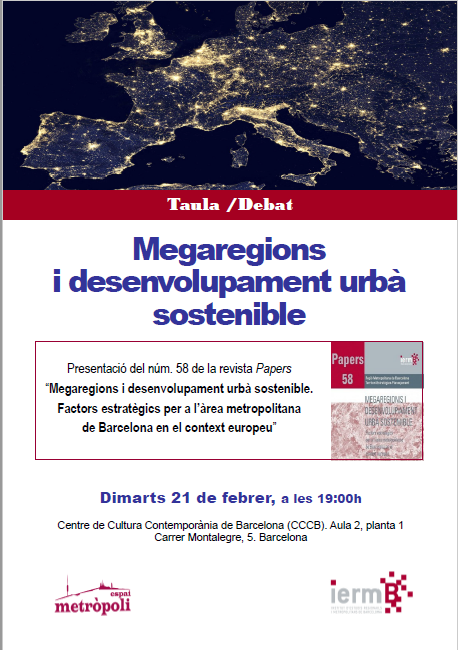 Taula /Debat
Megaregions
i desenvolupament urbà
sostenible
Presentació del núm. 58 de la revista Papers
“Megaregions i desenvolupament urbà sostenible.
Factors estratègics per a l’àrea metropolitana
de Barcelona en el context europeu”
Papers
58
ierm
MEGAREGIONS I
DESENVOLUPAMENT
URBÀ SOSTENIBLE
Dimarts 21 de febrer, a les 19:00h
Centre de Cultura Contemporània de Barcelona (CCCB). Aula 2, planta 1
Carrer Montalegre, 5. Barcelona
espai
metròpoli
iermB